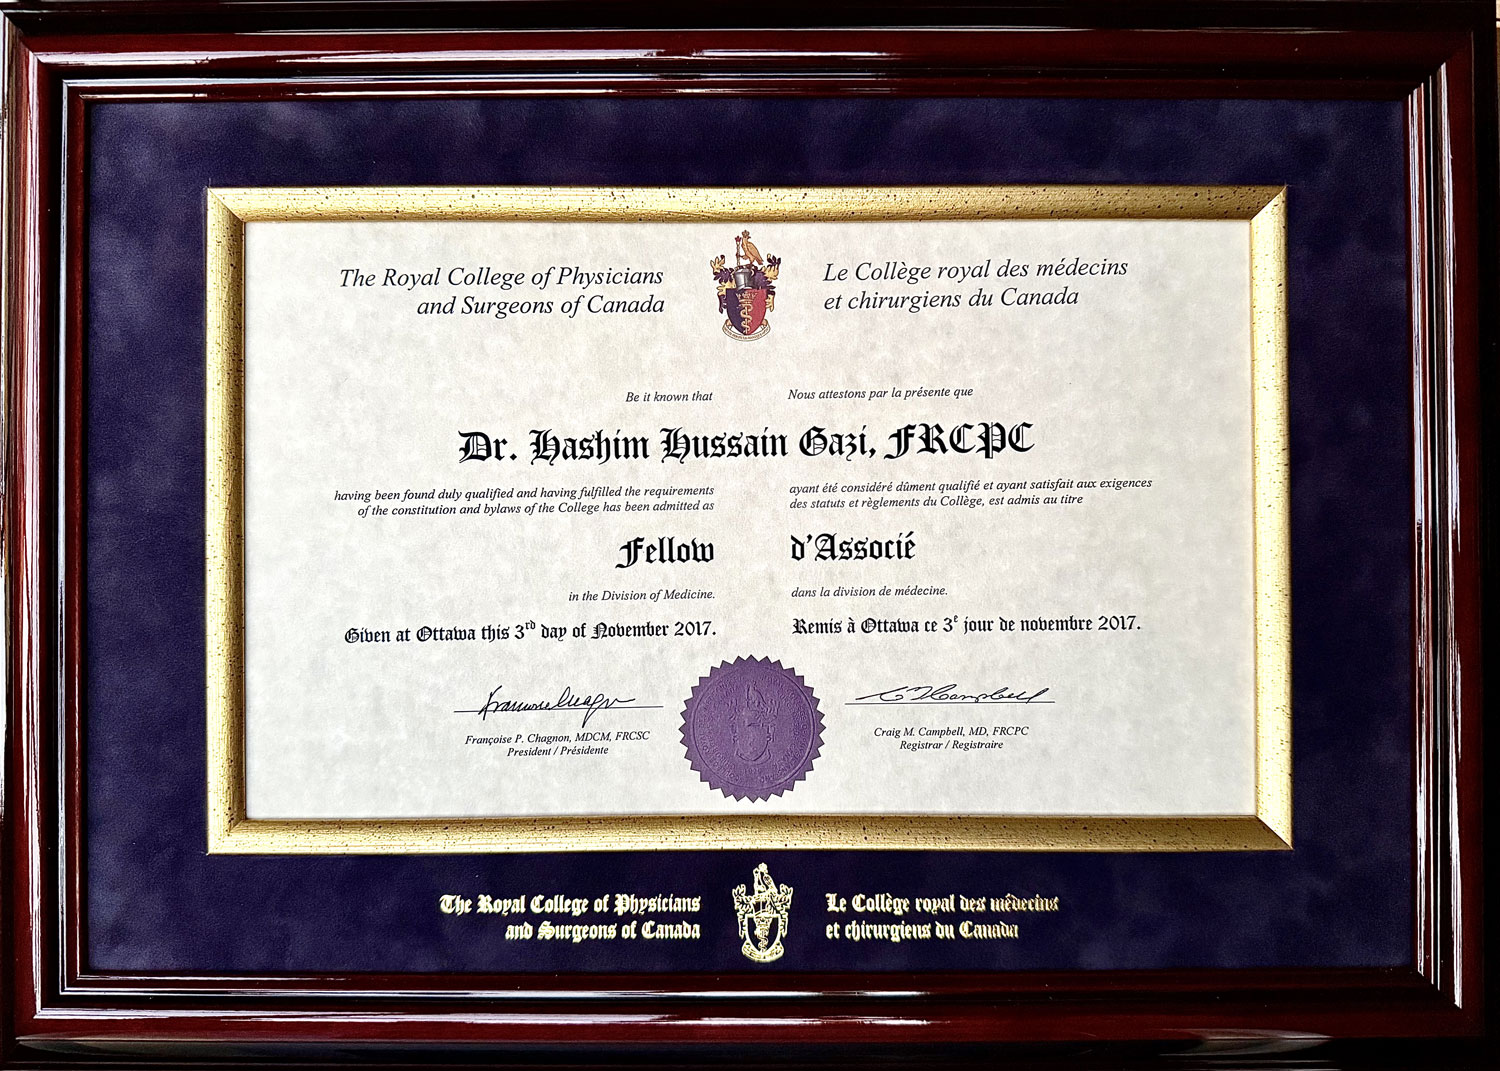 The Royal College of Physicians
and Surgeons of Canada
Le Collège royal des médecins
et chirurgiens du Canada
Be it known that
Nous attestons par la présente que
Dr. Hashim Hussain Gazi, FRCPC
having been found duly qualified and having fulfilled the requirements
of the constitution and bylaws of the College has been admitted as
ayant été considéré dûment qualifié et ayant satisfait aux exigences
des statuts et règlements du Collège, est admis au titre
Fellow
d'Associé
in the Division of Medicine.
dans la division de médecine.
Given at Ottawa this 3rd day of November 2017.
Remis à Ottawa ce 3e jour de novembre 2017.
Françoise P. Chagnon, MDCM, FRCSC
President / Présidente
Craig M. Campbell, MD, FRCPC
Registrar / Registraire
The Royal College of Physicians
and Surgeons of Canada
Le Collège royal des médecins
et chirurgiens du Canada